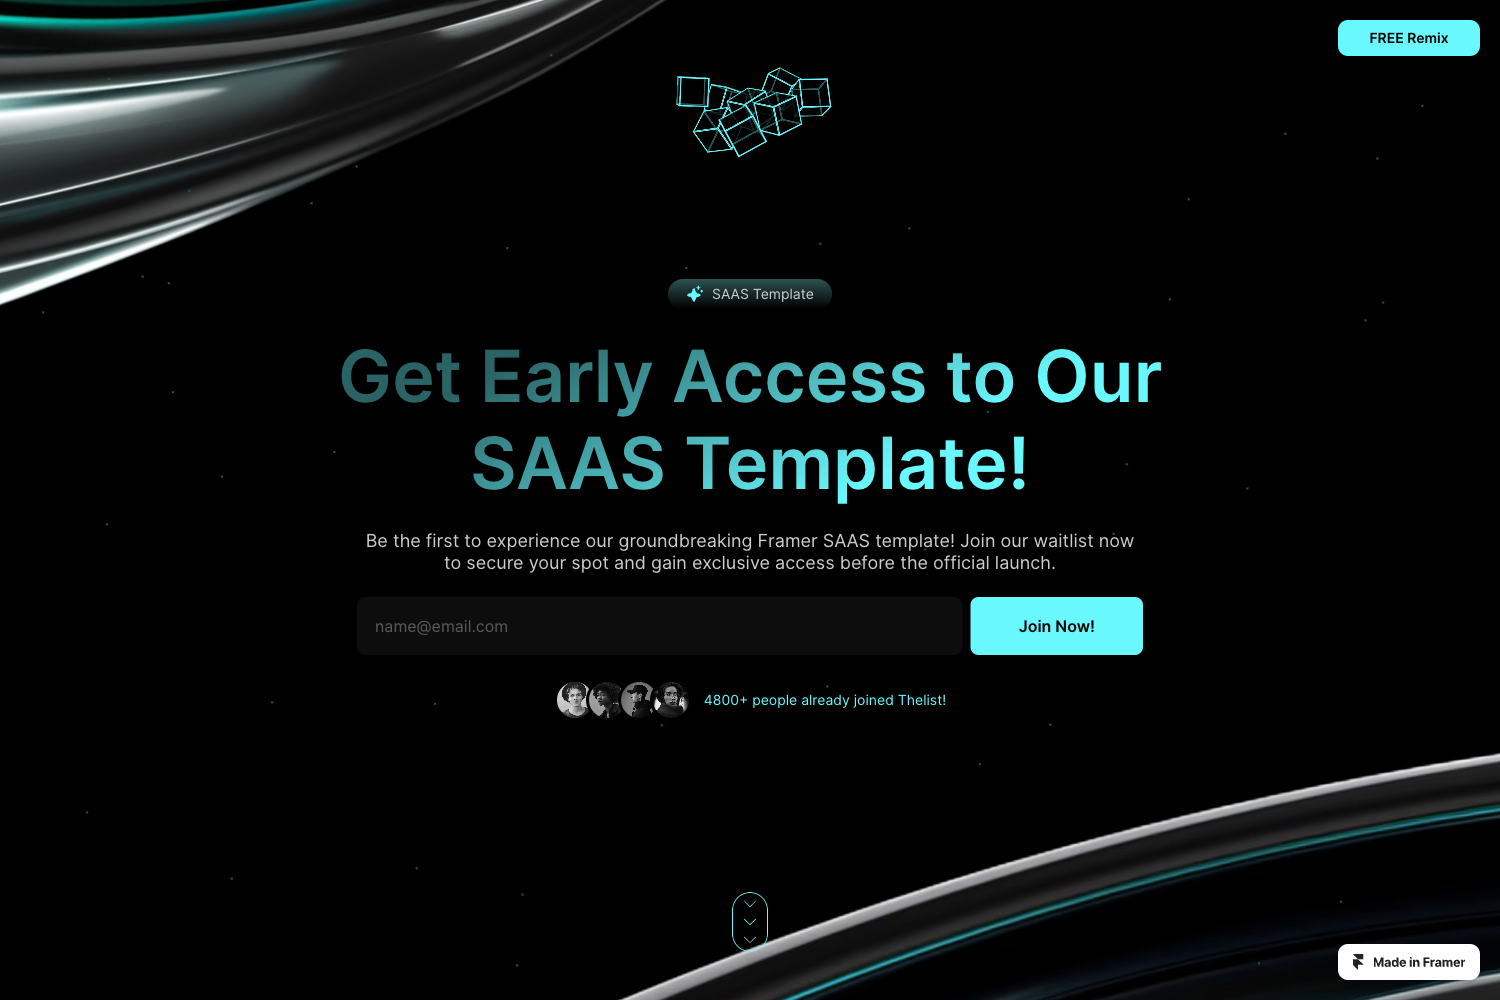 FREE Remix
SAAS Template
Get Early Access to Our
SAAS Template!
Be the first to experience our groundbreaking Framer SAAS template! Join our waitlist now
to secure your spot and gain exclusive access before the official launch.
name@email.com
Join Now!
4800+ people already joined Thelist!
Made in Framer